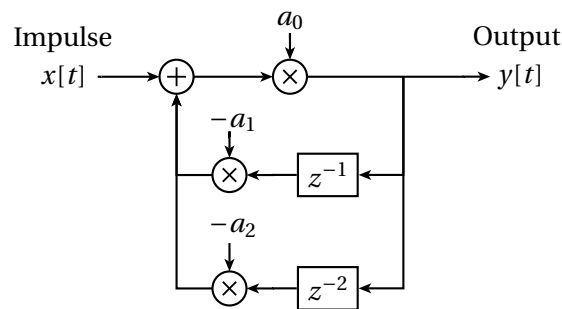 Impulse
Output
a₀
x[t]
+
×
y[t]
−a₁
×
z⁻¹
−a₂
×
z⁻²